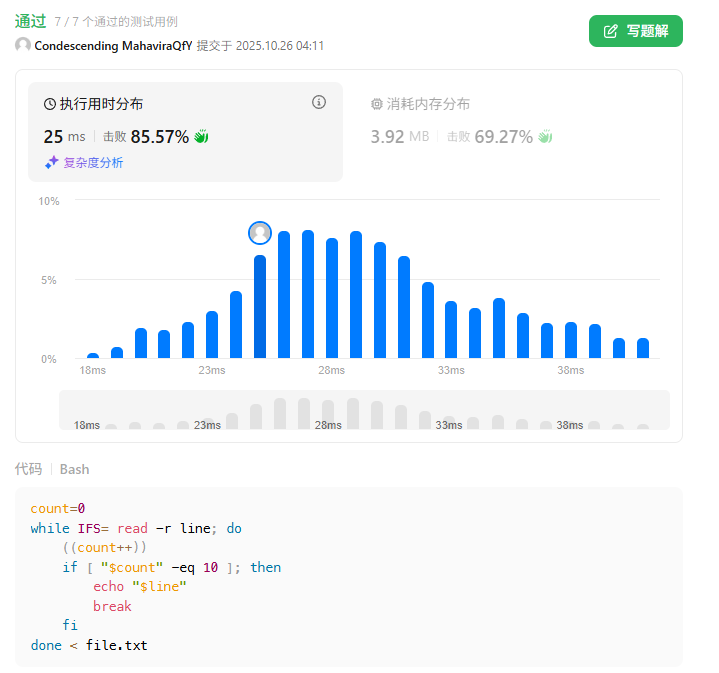 通过 7 / 7 个通过的测试用例
Condescending MahaviraQfY 提交于 2025.10.26 04:11
写题解
执行用时分布
25 ms 击败 85.57%
复杂度分析
消耗内存分布
3.92 MB 击败 69.27%
10%
5%
0%
18ms 23ms 28ms 33ms 38ms
18ms 23ms 28ms 33ms 38ms
代码 Bash
count=0
while IFS= read -r line; do
    ((count++))
    if [ "$count" -eq 10 ]; then
        echo "$line"
        break
    fi
done < file.txt